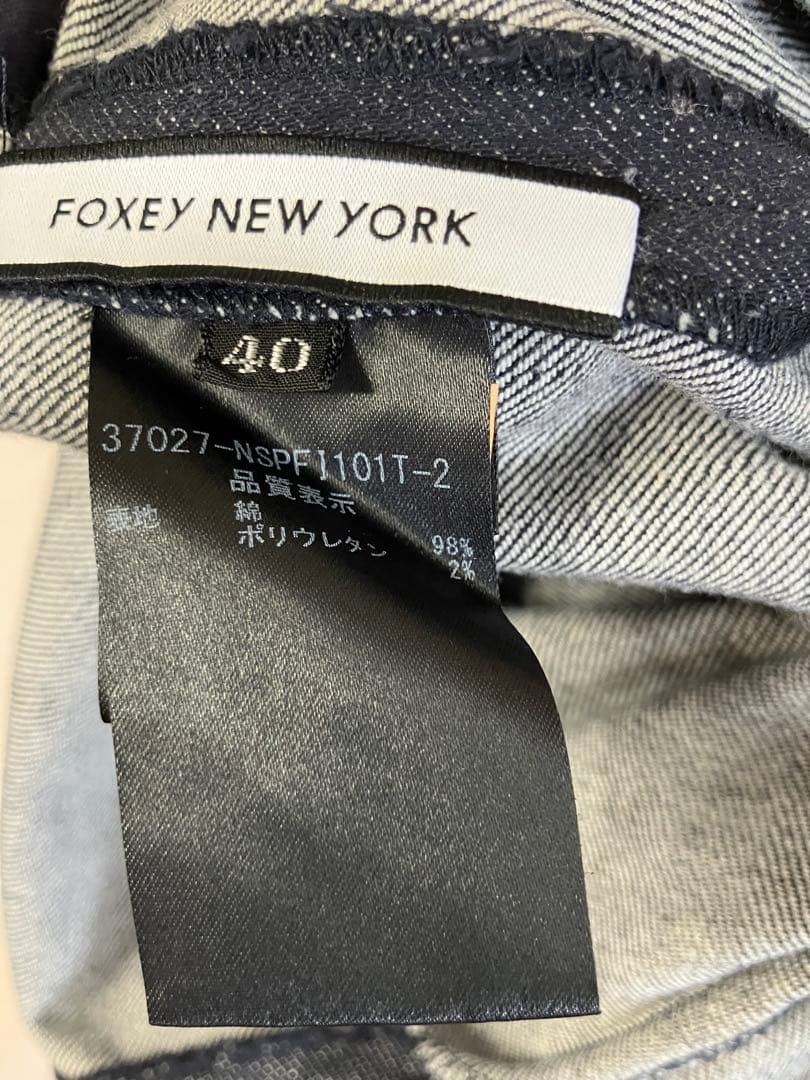 FOXEY NEW YORK
40
37027-NSPFI101T-2
品質表示
表地 綿 98%
ポリウレタン 2%